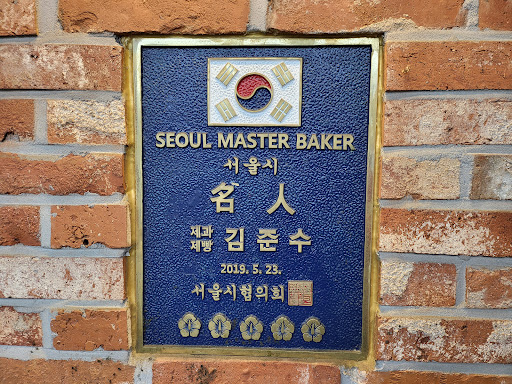 SEOUL MASTER BAKER
서울시
名人
제과
제빵 김준수
2019. 5. 23.
서울시협의회